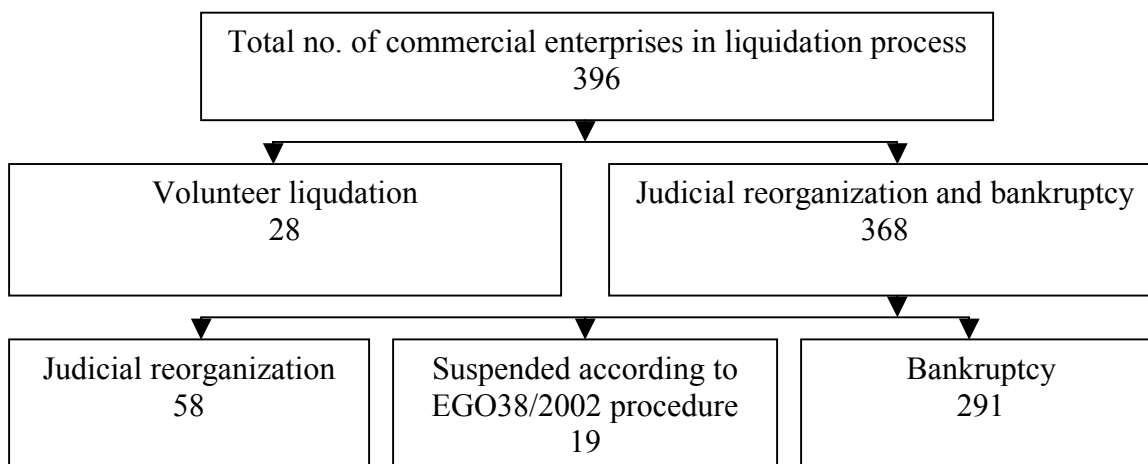 Total no. of commercial enterprises in liquidation process
396
Volunteer liqudation
28
Judicial reorganization and bankruptcy
368
Judicial reorganization
58
Suspended according to
EGO38/2002 procedure
19
Bankruptcy
291